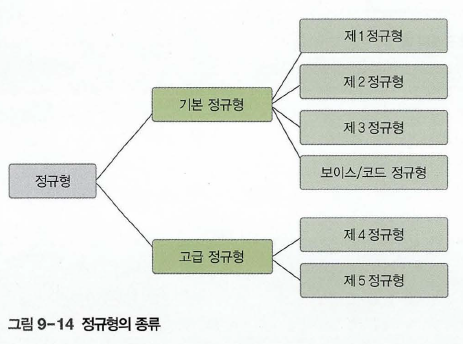 정규형
기본 정규형
제1정규형
제2정규형
제3정규형
보이스/코드 정규형
고급 정규형
제4정규형
제5정규형
그림 9-14 정규형의 종류